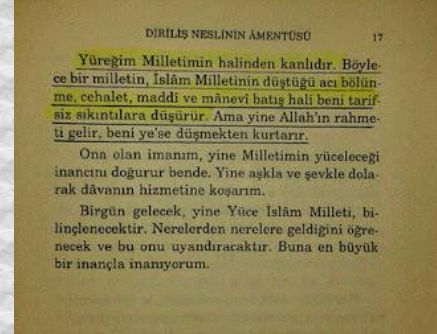 DİRİLİŞ NESLİNİN ÂMENTÜSÜ 17
Yüreğim Milletimin halinden kanlıdır. Böyle-
ce bir milletin, İslâm Milletinin düştüğü acı bölün-
me, cehalet, maddî ve mânevî batış hali beni tarif-
siz sıkıntılara düşürür. Ama yine Allah'ın rahme-
ti gelir, beni ye'se düşmekten kurtarır.
Ona olan imanım, yine Milletimin yüceleceği
inancını doğurur bende. Yine aşkla ve şevkle dola-
rak dâvanın hizmetine koşarım.
Birgün gelecek, yine Yüce İslâm Milleti, bi-
linçlenecektir. Nerelerden nerelere geldiğini öğre-
necek ve bu onu uyandıracaktır. Buna en büyük
bir inançla inanıyorum.